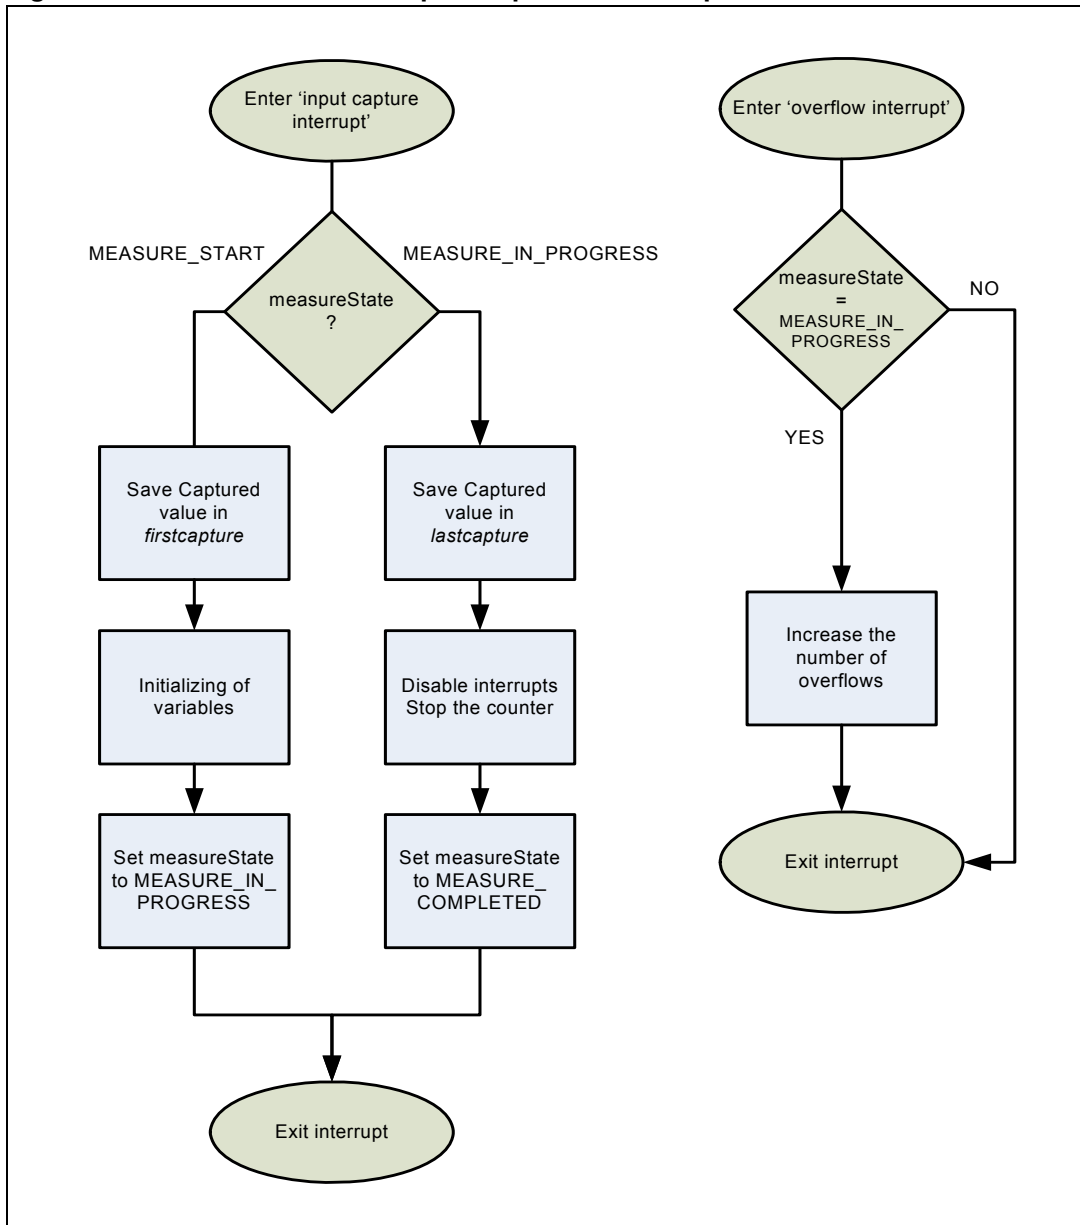 Enter ‘input capture
interrupt’
MEASURE_START
MEASURE_IN_PROGRESS
measureState
?
Save Captured
value in
firstcapture
Save Captured
value in
lastcapture
Initializing of
variables
Disable interrupts
Stop the counter
Set measureState
to MEASURE_IN_
PROGRESS
Set measureState
to MEASURE_
COMPLETED
Exit interrupt
Enter ‘overflow interrupt’
measureState
=
MEASURE_IN_
PROGRESS
NO
YES
Increase the
number of
overflows
Exit interrupt